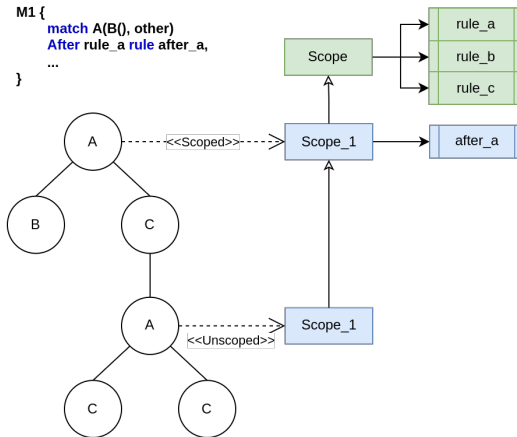 M1 {
match A(B(), other)
After rule_a rule after_a,
...
}
rule_a
Scope
rule_b
rule_c
A
<<Scoped>>
Scope_1
after_a
B
C
A
Scope_1
<<Unscoped>>
C
C